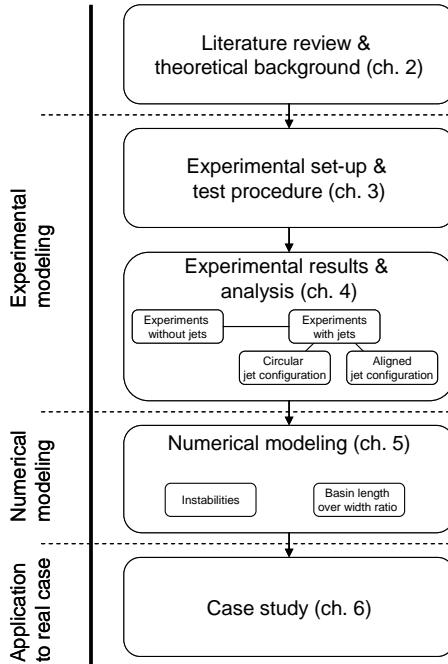 Literature review &
theoretical background (ch. 2)
Experimental
modeling
Experimental set-up &
test procedure (ch. 3)
Experimental results &
analysis (ch. 4)
Experiments
without jets
Experiments
with jets
Circular
jet configuration
Aligned
jet configuration
Numerical
modeling
Numerical modeling (ch. 5)
Instabilities
Basin length
over width ratio
Application
to real case
Case study (ch. 6)